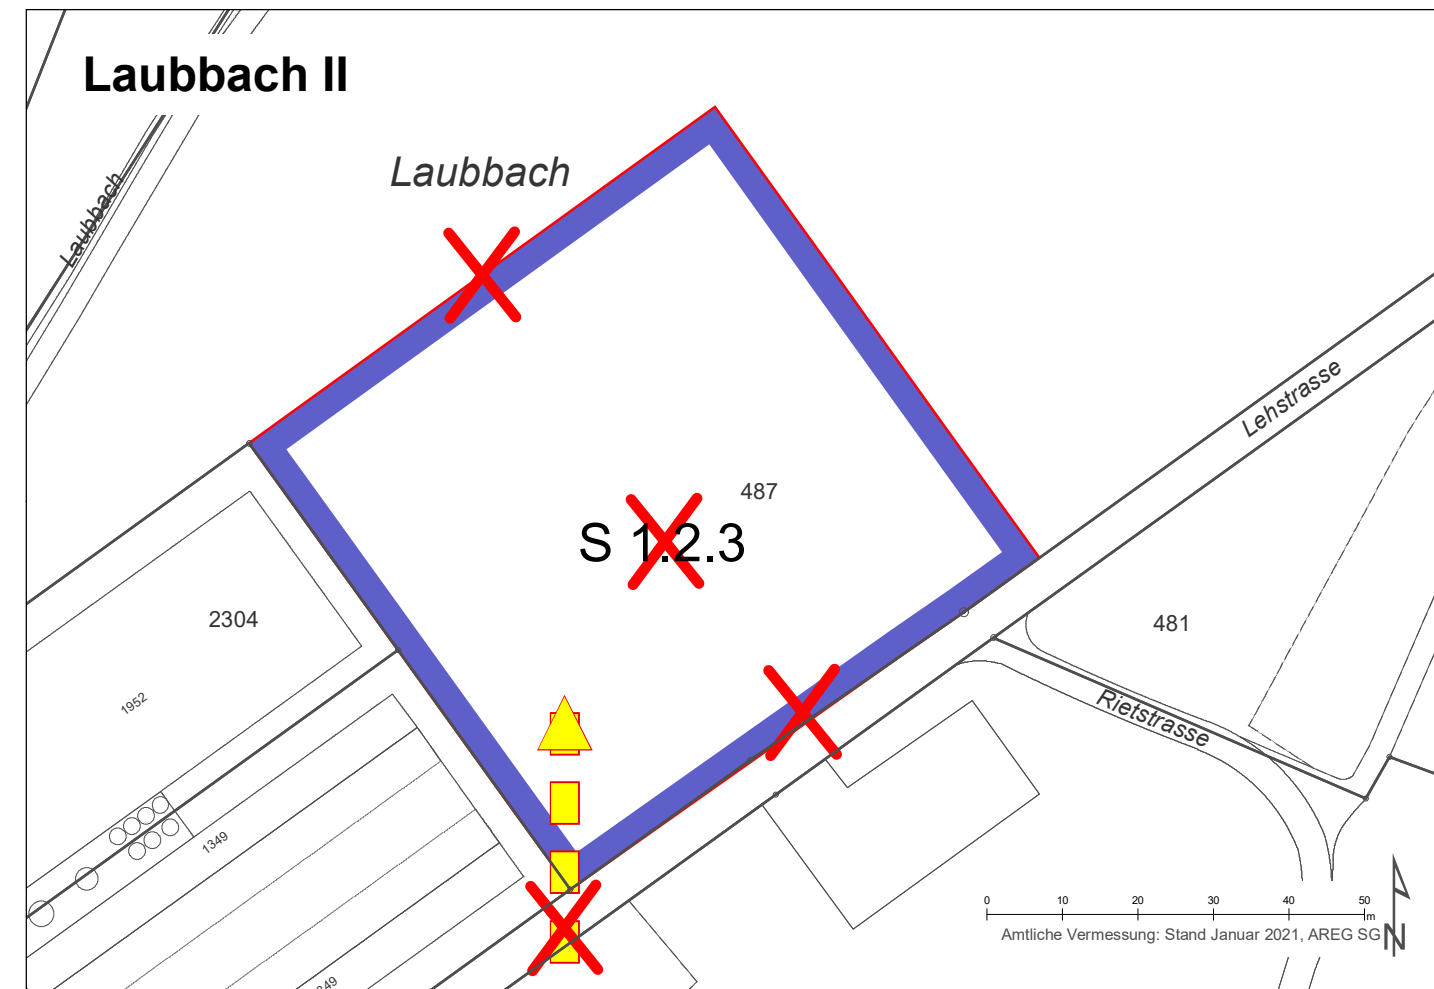 Laubbach II
Laubbach
Laubbach
Lehstrasse
487
S 1.2.3
2304
481
1952
Rietstrasse
1349
0 10 20 30 40 50
m
Amtliche Vermessung: Stand Januar 2021, AREG SG
N